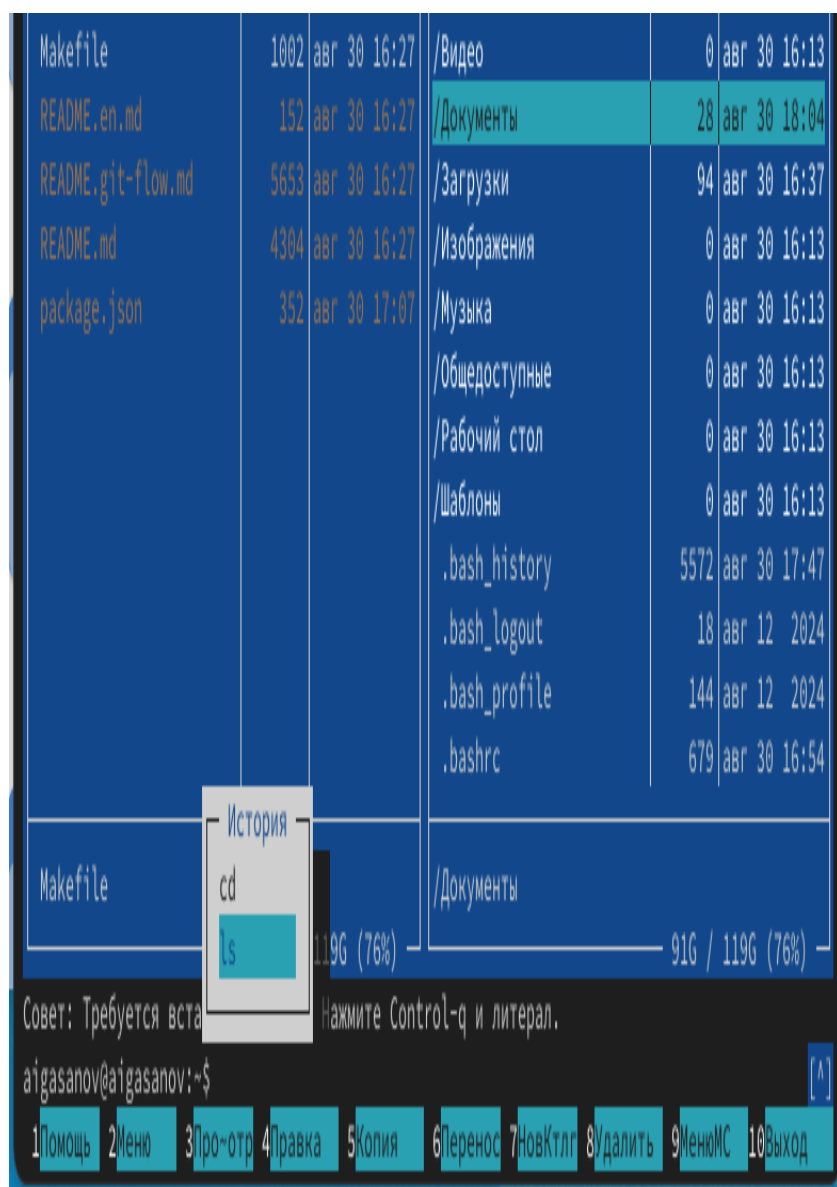 Makefile 1002 авг 30 16:27 /Видео 0 авг 30 16:13
README.en.md 152 авг 30 16:27 /Документы 28 авг 30 18:04
README.git-flow.md 5653 авг 30 16:27 /Загрузки 94 авг 30 16:37
README.md 4304 авг 30 16:27 /Изображения 0 авг 30 16:13
package.json 352 авг 30 17:07 /Музыка 0 авг 30 16:13
/Общедоступные 0 авг 30 16:13
/Рабочий стол 0 авг 30 16:13
/Шаблоны 0 авг 30 16:13
.bash_history 5572 авг 30 17:47
.bash_logout 18 авг 12 2024
.bash_profile 144 авг 12 2024
.bashrc 679 авг 30 16:54
История
Makefile cd /Документы
ls 119G (76%) 91G / 119G (76%)
Совет: Требуется вста Нажмите Control-q и литерал.
aigasanov@aigasanov:~$ [^]
1Помощь 2Меню 3Про~отр 4Правка 5Копия 6Перенос 7НовКтлг 8Удалить 9МенюMC 10Выход